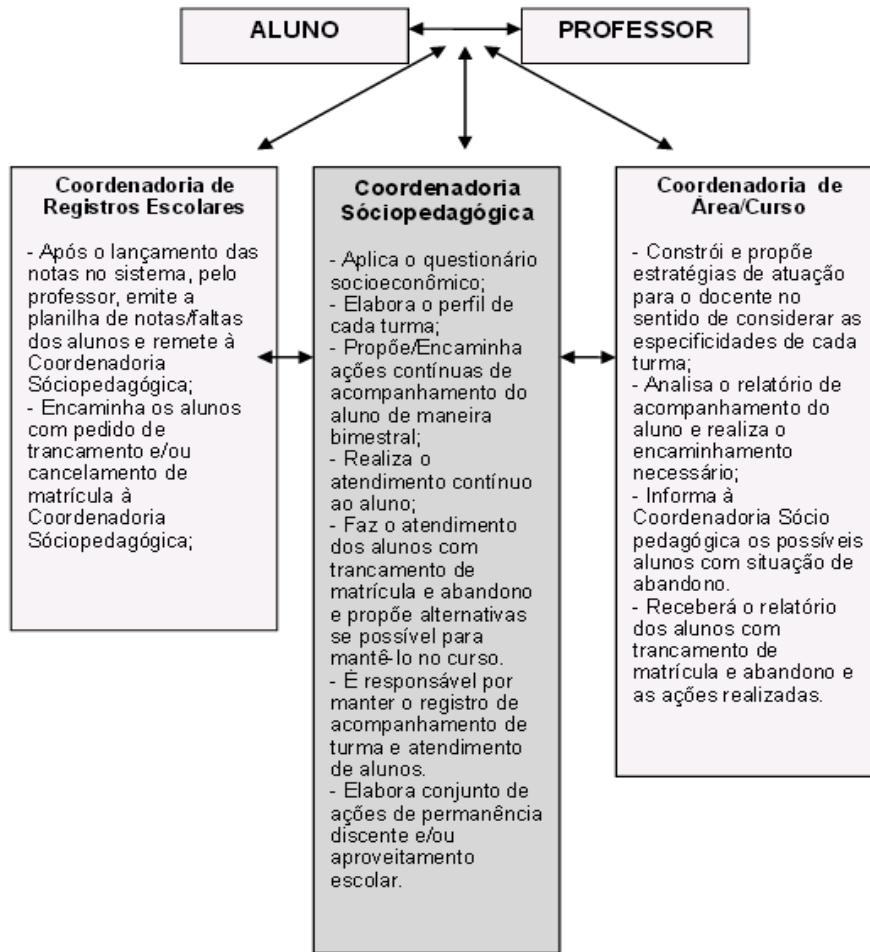 ALUNO
PROFESSOR
Coordenadoria de
Registros Escolares
- Após o lançamento das
notas no sistema, pelo
professor, emite a
planilha de notas/faltas
dos alunos e remete à
Coordenadoria
Sóciopedagógica;
- Encaminha os alunos
com pedido de
trancamento e/ou
cancelamento de
matrícula à
Coordenadoria
Sóciopedagógica;
Coordenadoria
Sóciopedagógica
- Aplica o questionário
socioeconômico;
- Elabora o perfil de
cada turma;
- Propõe/Encaminha
ações contínuas de
acompanhamento do
aluno de maneira
bimestral;
- Realiza o
atendimento contínuo
ao aluno;
- Faz o atendimento
dos alunos com
trancamento de
matrícula e abandono
e propõe alternativas
se possível para
mantê-lo no curso.
- É responsável por
manter o registro de
acompanhamento de
turma e atendimento
de alunos.
- Elabora conjunto de
ações de permanência
discente e/ou
aproveitamento
escolar.
Coordenadoria de
Área/Curso
- Constrói e propõe
estratégias de atuação
para o docente no
sentido de considerar as
especificidades de cada
turma;
- Analisa o relatório de
acompanhamento do
aluno e realiza o
encaminhamento
necessário;
- Informa à
Coordenadoria Sócio
pedagógica os possíveis
alunos com situação de
abandono.
- Receberá o relatório
dos alunos com
trancamento de
matrícula e abandono e
as ações realizadas.